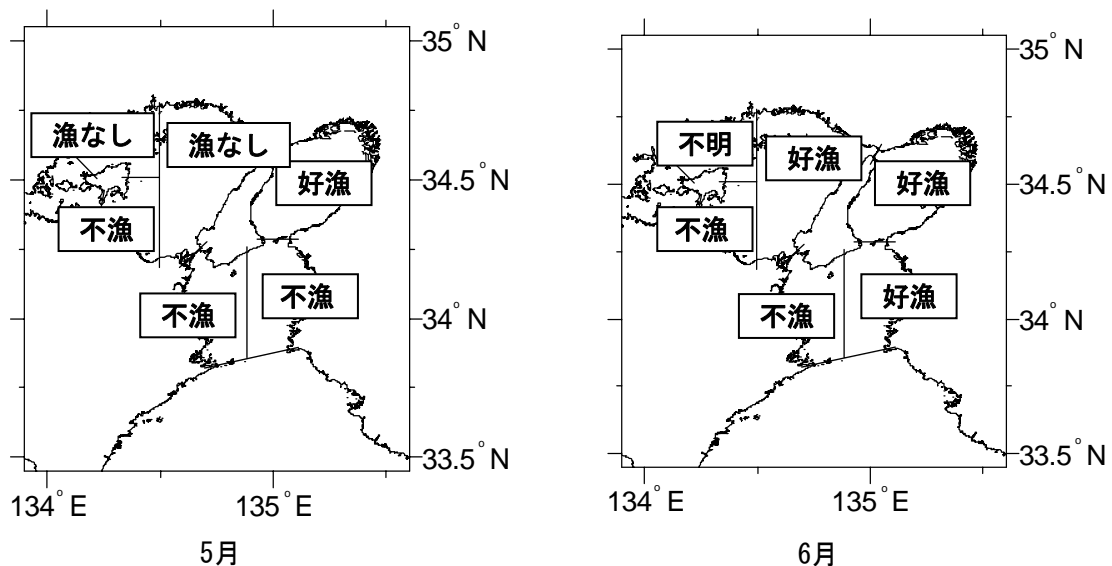 35° N
漁なし
漁なし
好漁
34.5° N
不漁
不漁
不漁
34° N
33.5° N
134° E
135° E
5月
35° N
不明
好漁
好漁
34.5° N
不漁
好漁
不漁
34° N
33.5° N
134° E
135° E
6月